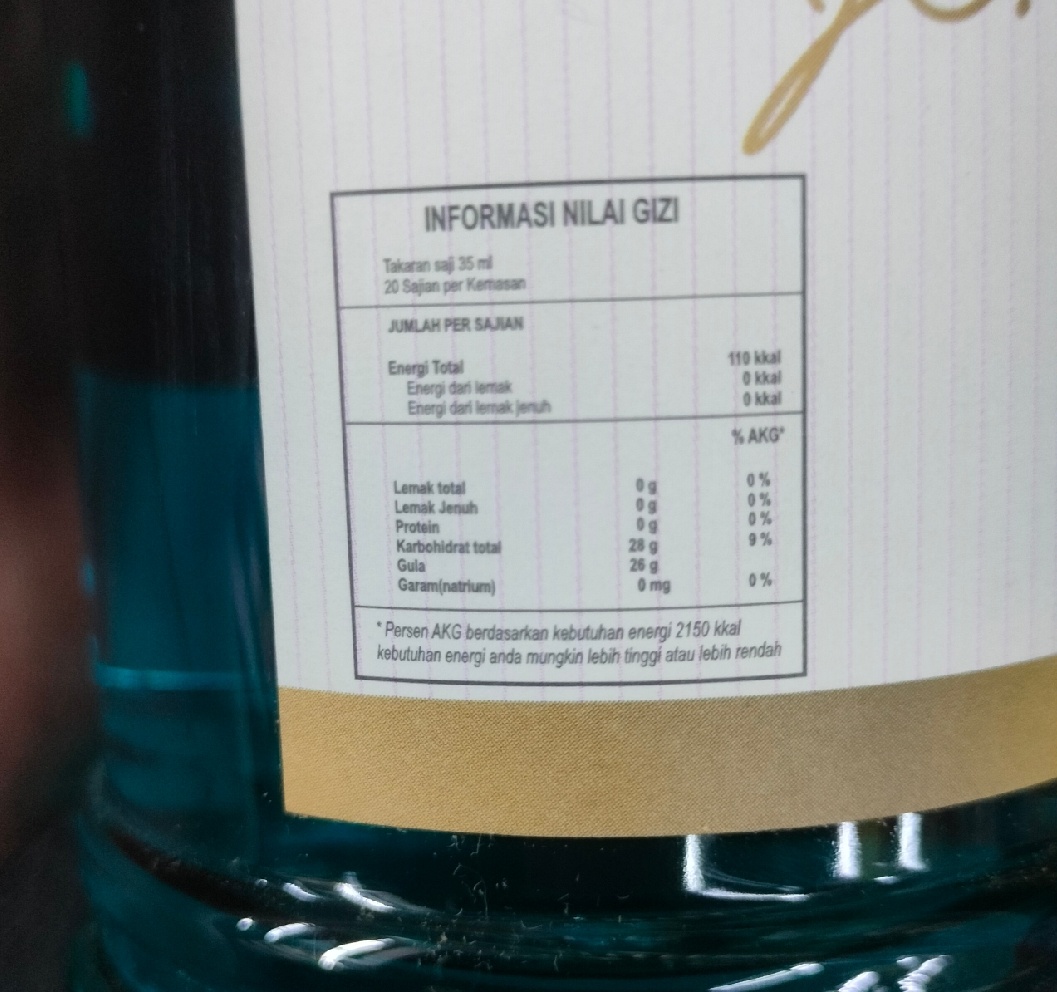 INFORMASI NILAI GIZI
Takaran saji 35 ml
20 Sajian per Kemasan
JUMLAH PER SAJIAN
Energi Total 110 kkal
Energi dari lemak 0 kkal
Energi dari lemak jenuh 0 kkal
% AKG*
Lemak total 0 g 0 %
Lemak Jenuh 0 g 0 %
Protein 0 g 0 %
Karbohidrat total 28 g 9 %
Gula 26 g
Garam(natrium) 0 mg 0 %
* Persen AKG berdasarkan kebutuhan energi 2150 kkal
kebutuhan energi anda mungkin lebih tinggi atau lebih rendah